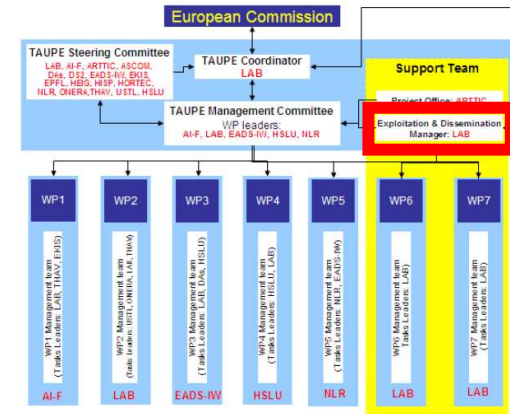 European Commission
TAUPE Steering Committee
LAB, AI-F, ARTTIC, ASCOM,
DAs, DS2, EADS-IW, EKIS,
EPFL, HEIG, HISP, HORTEC,
NLR, ONERA,THAV, USTL, HSLU
TAUPE Coordinator
LAB
Support Team
TAUPE Management Committee
WP leaders:
AI-F, LAB, EADS-IW, HSLU, NLR
Project Office: ARTTIC
Exploitation & Dissemination
Manager: LAB
WP1
WP2
WP3
WP4
WP5
WP6
WP7
WP1 Management team
(Tasks Leaders: LAB, THAV, EKIS)
WP2 Management team
(Tasks Leaders: USTL, ONERA, LAB,THAV)
WP3 Management team
(Tasks Leaders: LAB, DAs, HSLU)
WP4 Management team
(Tasks Leaders: HSLU, LAB)
WP5 Management team
(Tasks Leaders: NLR, EADS-IW)
WP6 Management team
Tasks Leaders: LAB)
WP7 Management team
(Tasks Leaders: LAB)
AI-F
LAB
EADS-IW
HSLU
NLR
LAB
LAB